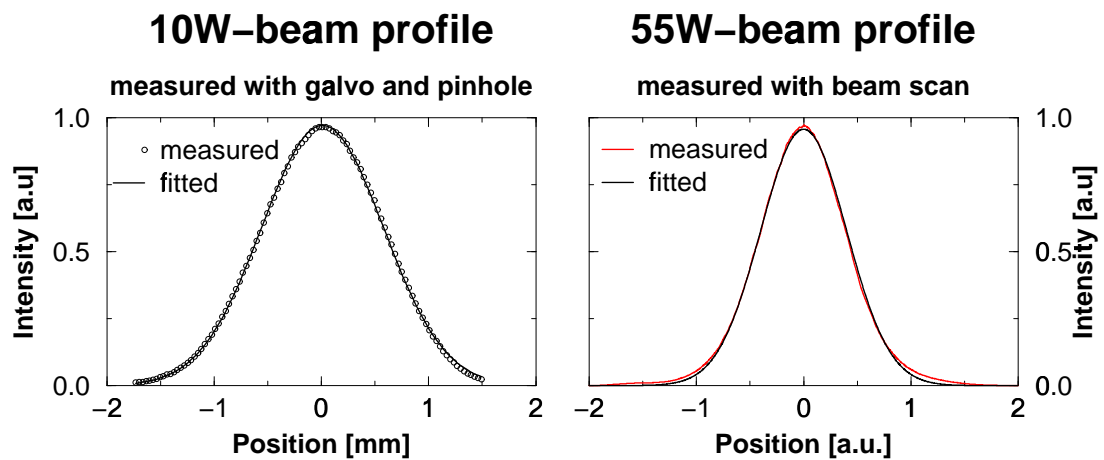 10W–beam profile
measured with galvo and pinhole
1.0
0.5
0.0
Intensity [a.u]
measured
fitted
−2 −1 0 1 2
Position [mm]
55W–beam profile
measured with beam scan
measured
fitted
1.0
0.5
0.0
Intensity [a.u]
−2 −1 0 1 2
Position [a.u.]